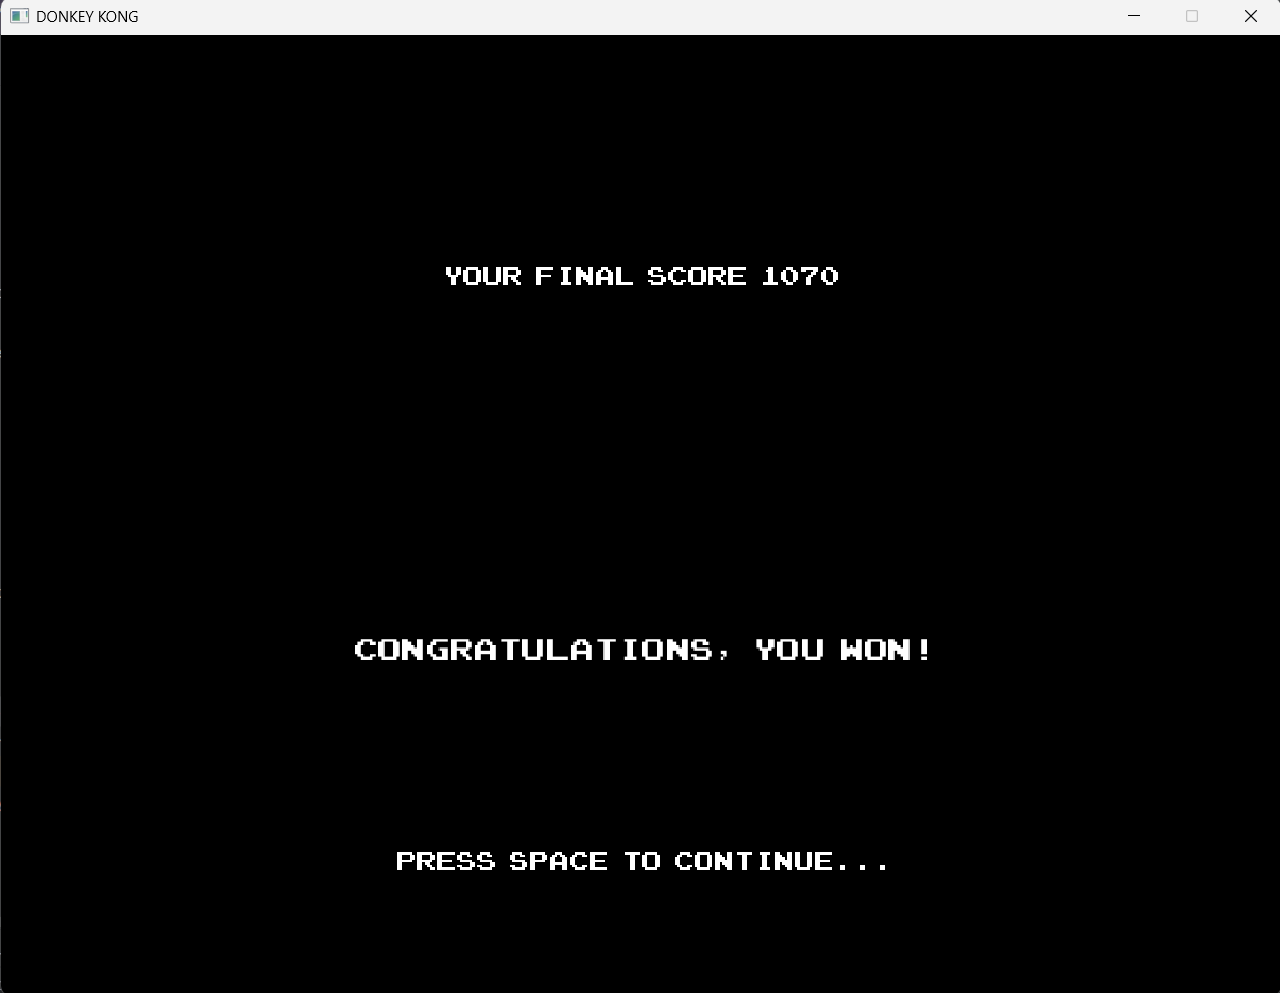 DONKEY KONG
YOUR FINAL SCORE 1070
CONGRATULATIONS, YOU WON!
PRESS SPACE TO CONTINUE...